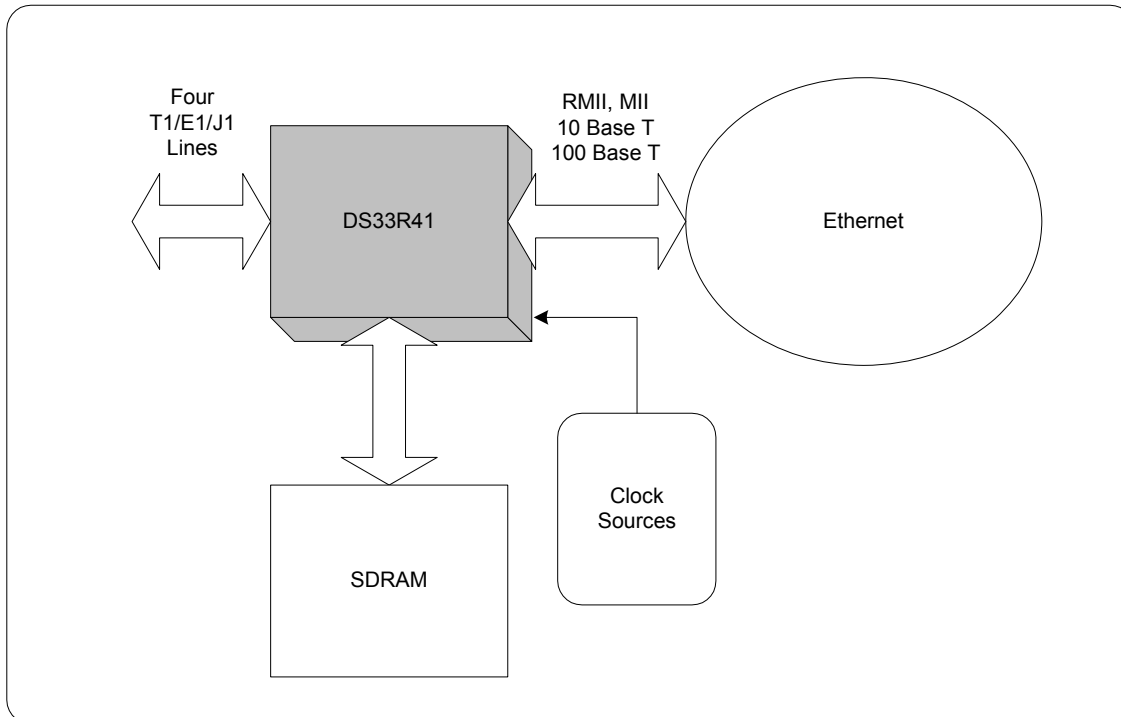 Four
T1/E1/J1
Lines
RMII, MII
10 Base T
100 Base T
DS33R41
Ethernet
Clock
Sources
SDRAM